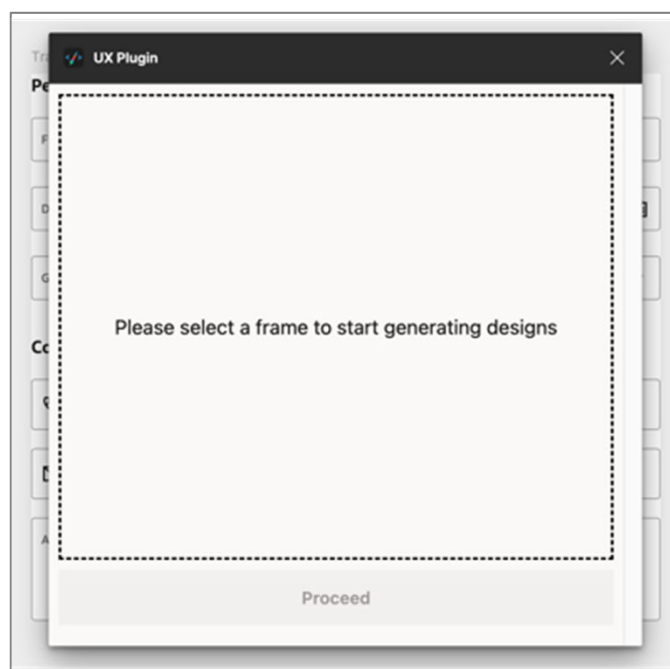 UX Plugin
Please select a frame to start generating designs
Proceed